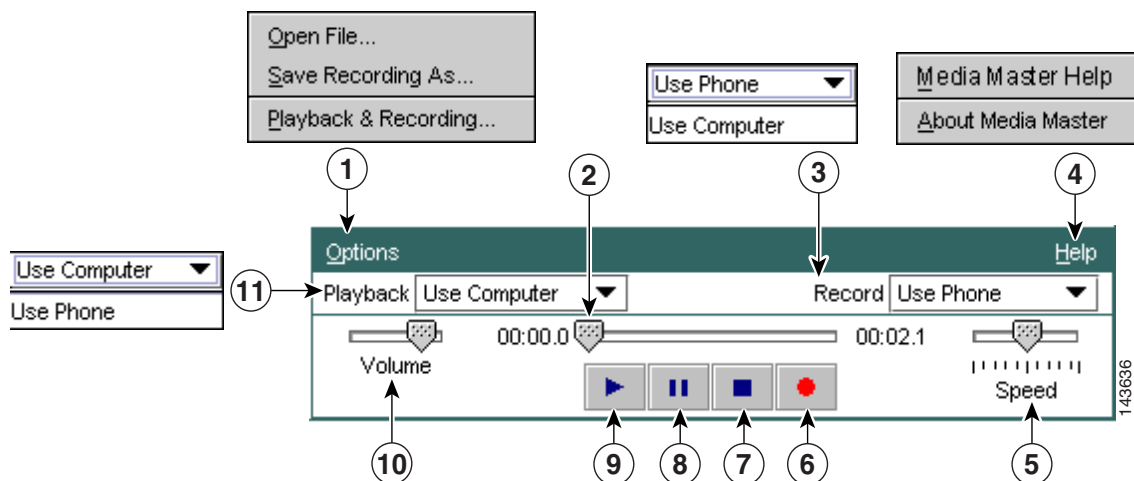 Open File...
Save Recording As...
Playback & Recording...
Use Phone
Use Computer
Media Master Help
About Media Master
1
2
3
4
Options
Help
Use Computer
Use Phone
11
Playback
Use Computer
Record
Use Phone
00:00.0
00:02.1
Volume
Speed
143636
10
9
8
7
6
5